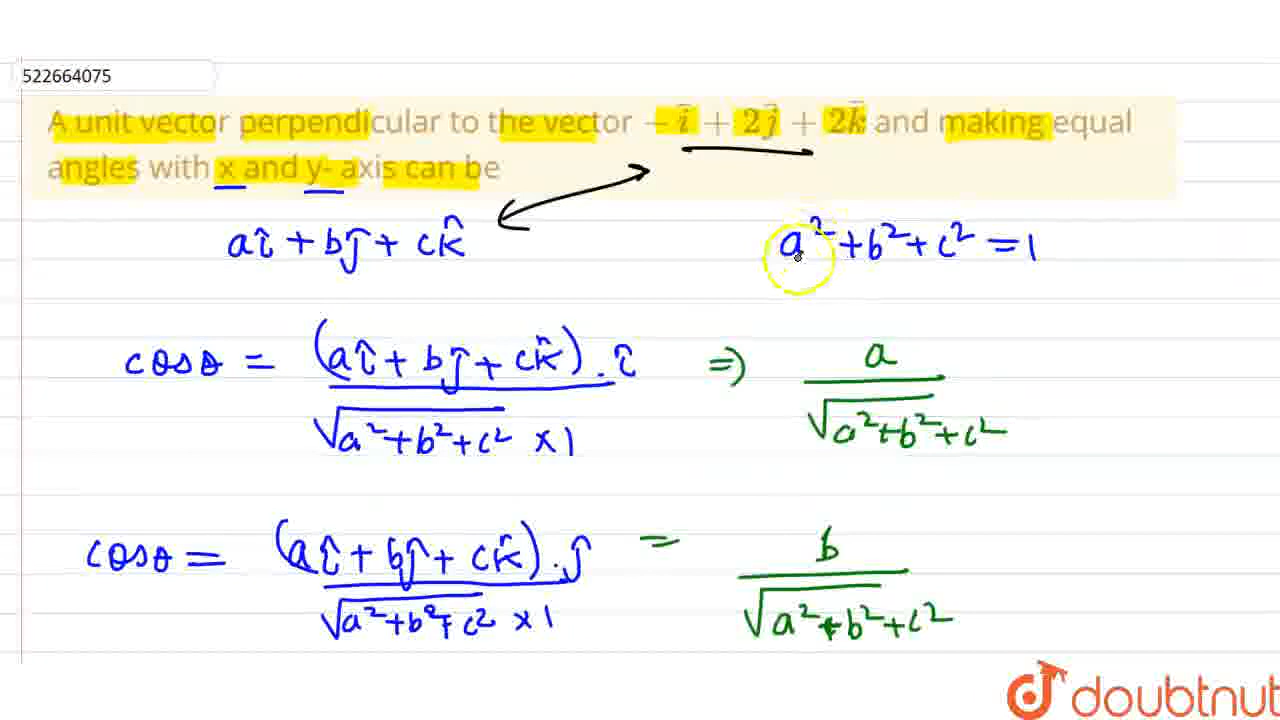 522664075
A unit vector perpendicular to the vector −i̅ + 2j̅ + 2k̅ and making equal
angles with x and y- axis can be
aî + bĵ + ck̂
a² + b² + c² = 1
cosθ = (aî + bĵ + ck̂) . î / √a² + b² + c² × 1 ⇒ a / √a² + b² + c²
cosθ = (aî + bĵ + ck̂) . ĵ / √a² + b² + c² × 1 = b / √a² + b² + c²
doubtnut